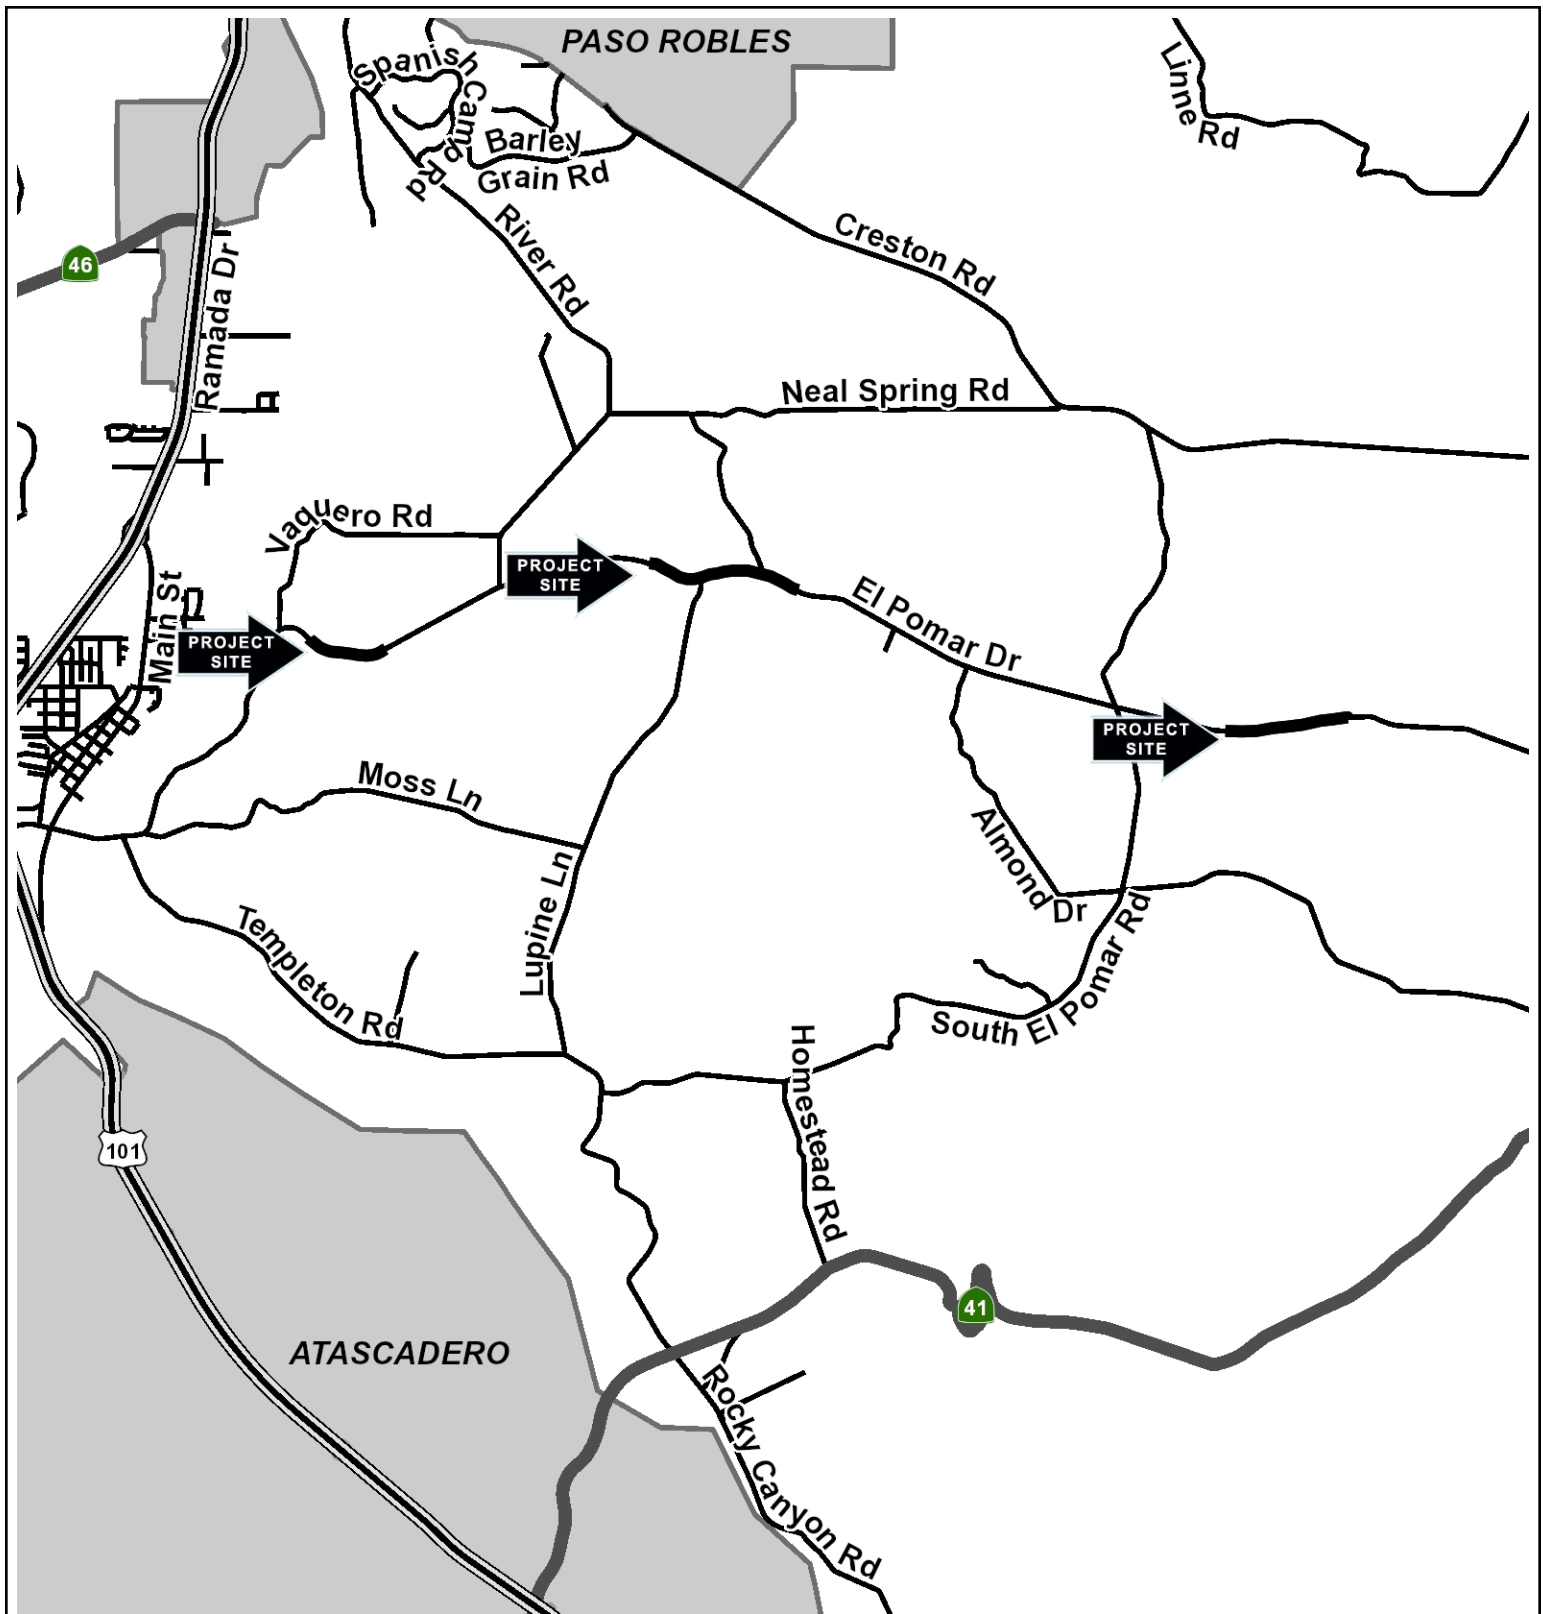 PASO ROBLES
Spanish Camp Rd
Linne Rd
Barley Grain Rd
River Rd
Creston Rd
46
Ramada Dr
Neal Spring Rd
Vaquero Rd
PROJECT
SITE
El Pomar Dr
Main St
PROJECT
SITE
PROJECT
SITE
Moss Ln
Almond Dr
Lupine Ln
Templeton Rd
South El Pomar Rd
Homestead Rd
101
41
ATASCADERO
Rocky Canyon Rd